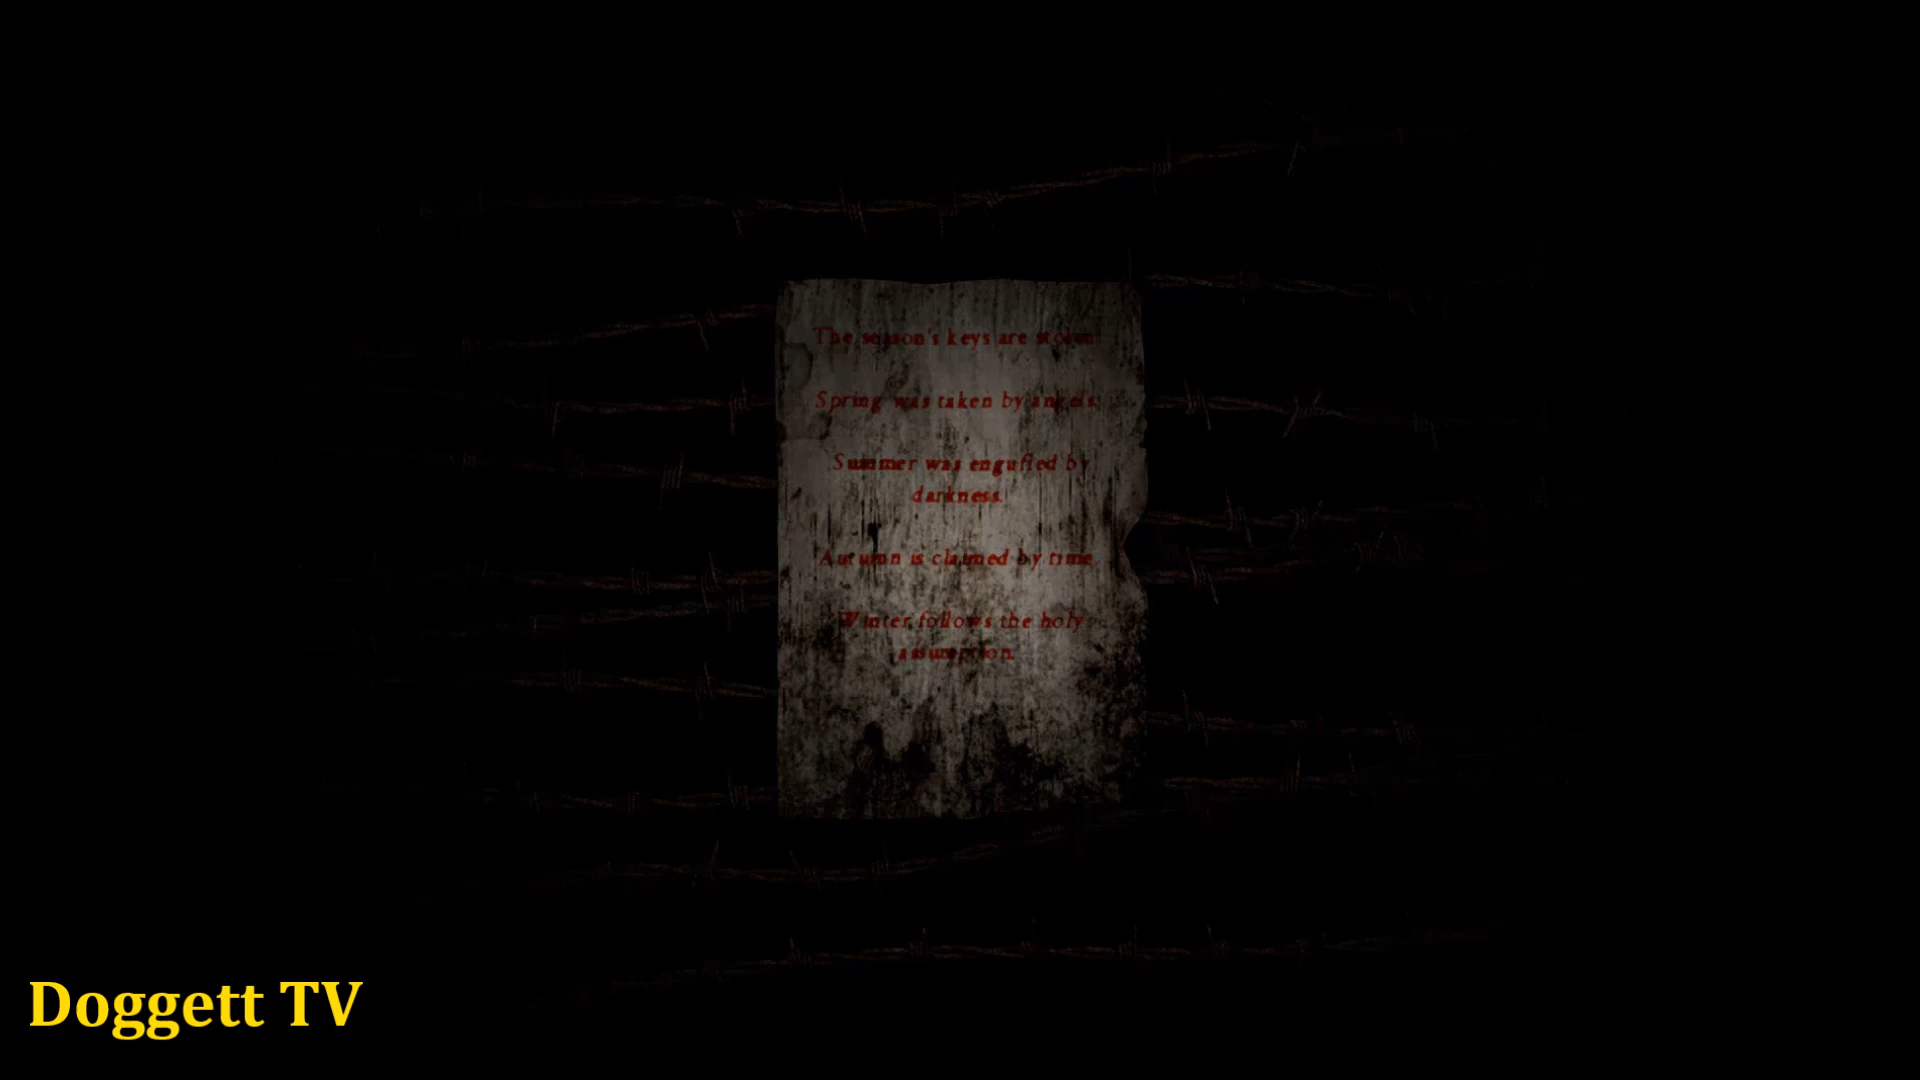 The season's keys are stolen!
Spring was taken by angels.
Summer was engufled by
darkness.
Autumn is claimed by time.
Winter follows the holy
assumption.
Doggett TV